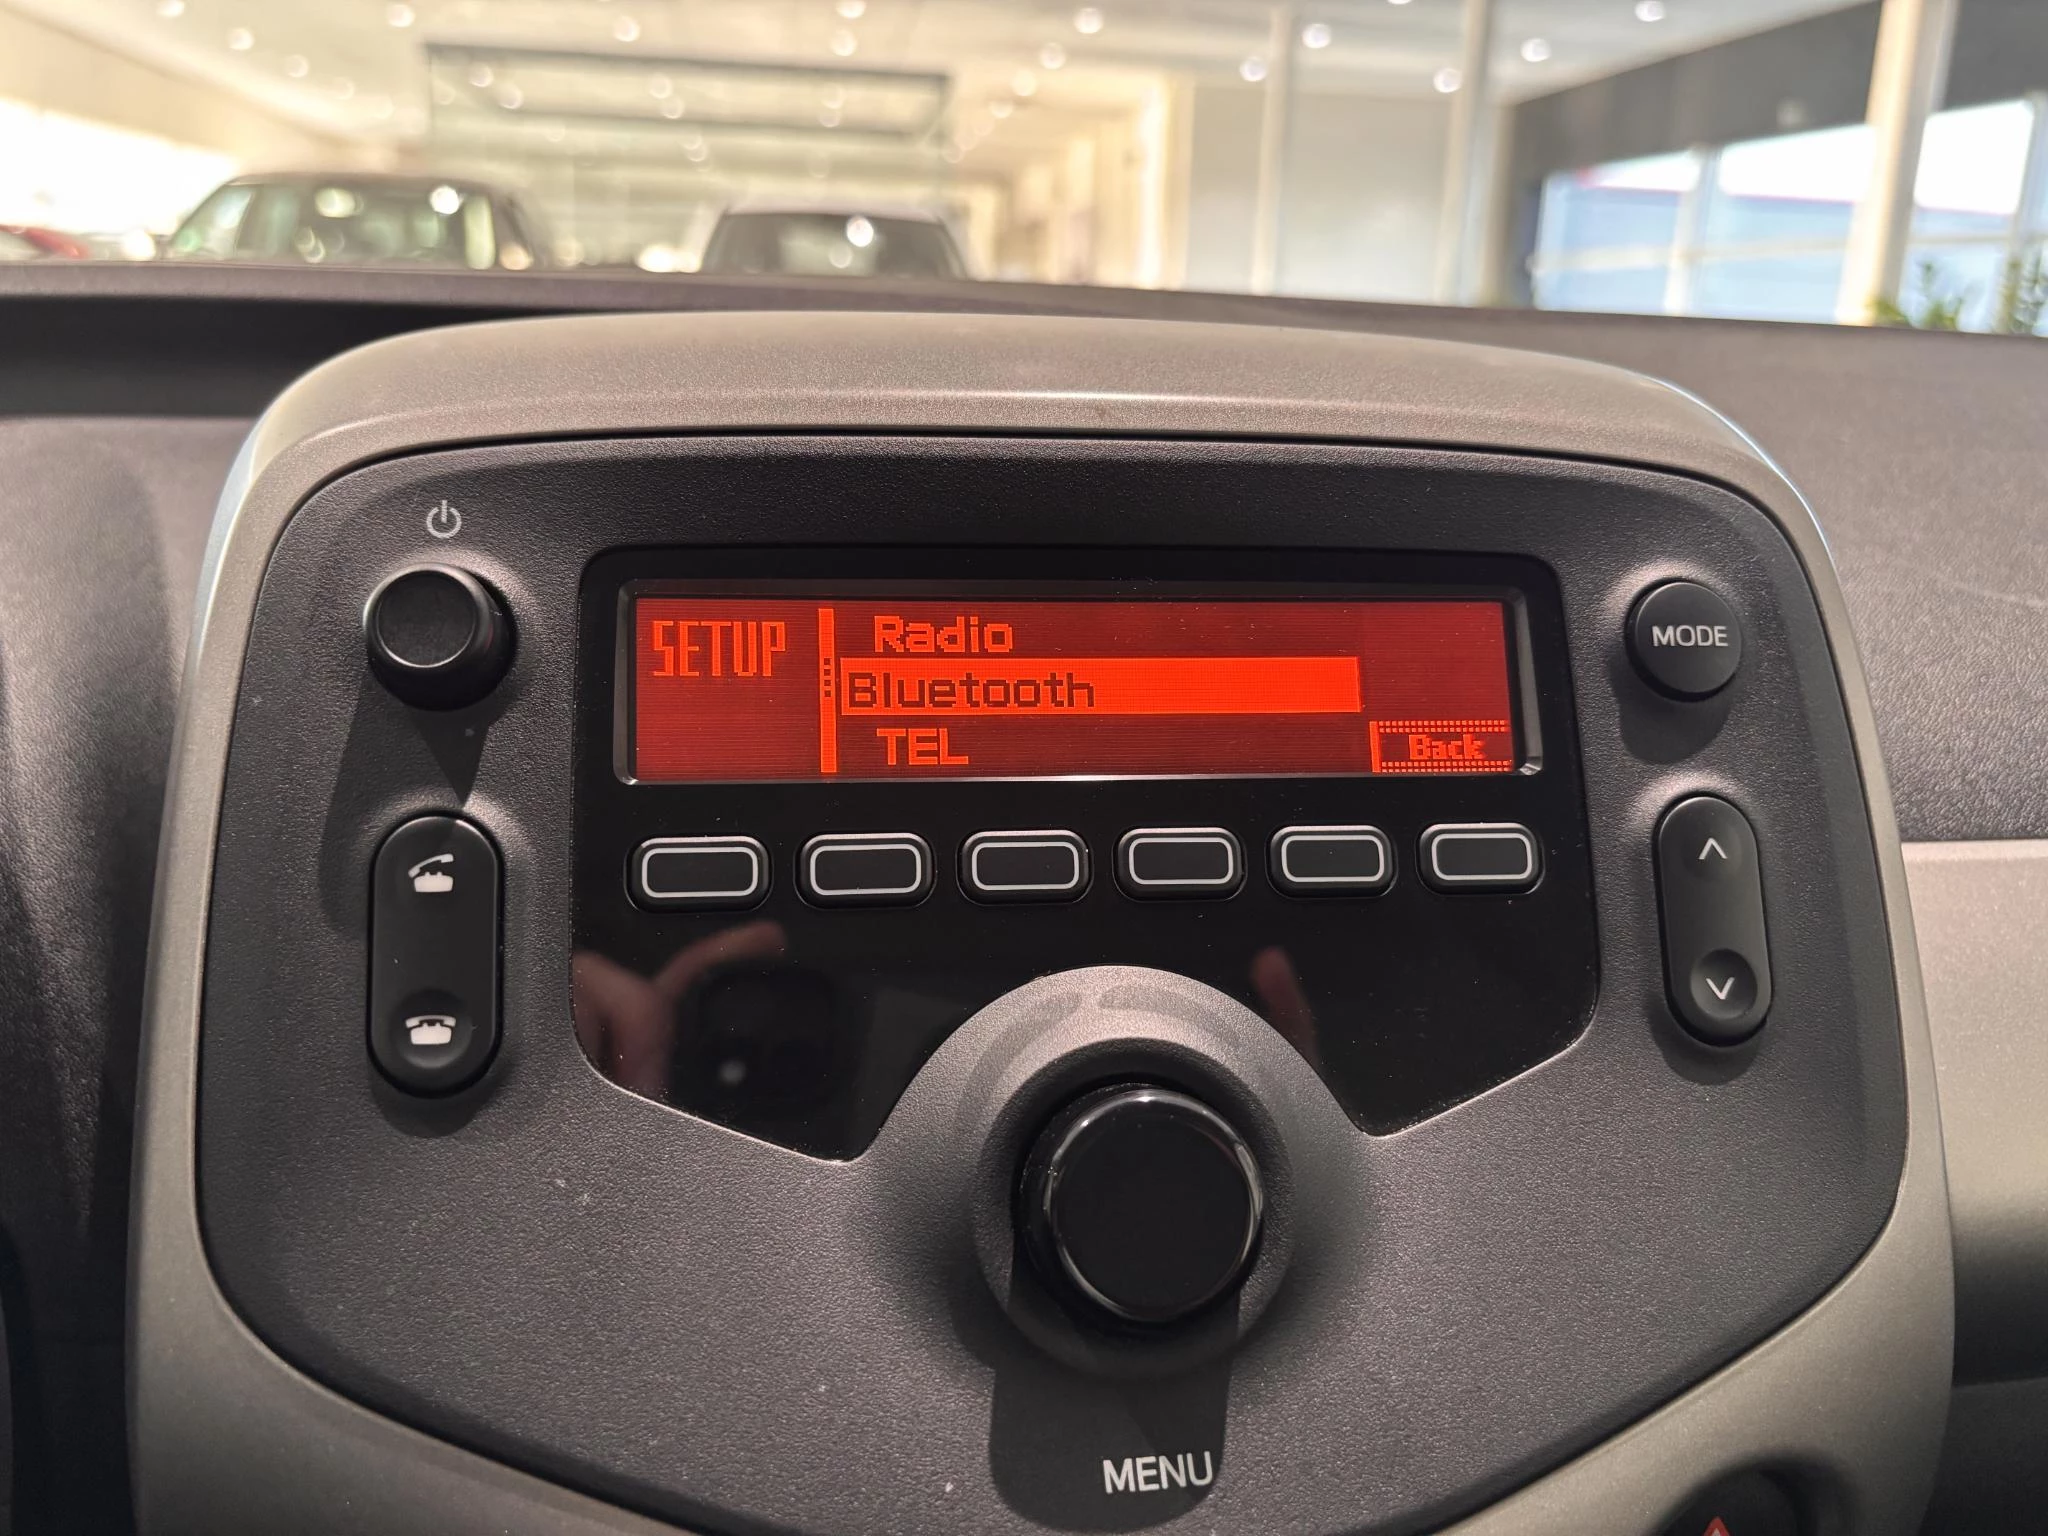 SETUP
Radio
Bluetooth
TEL
Back
MODE
MENU